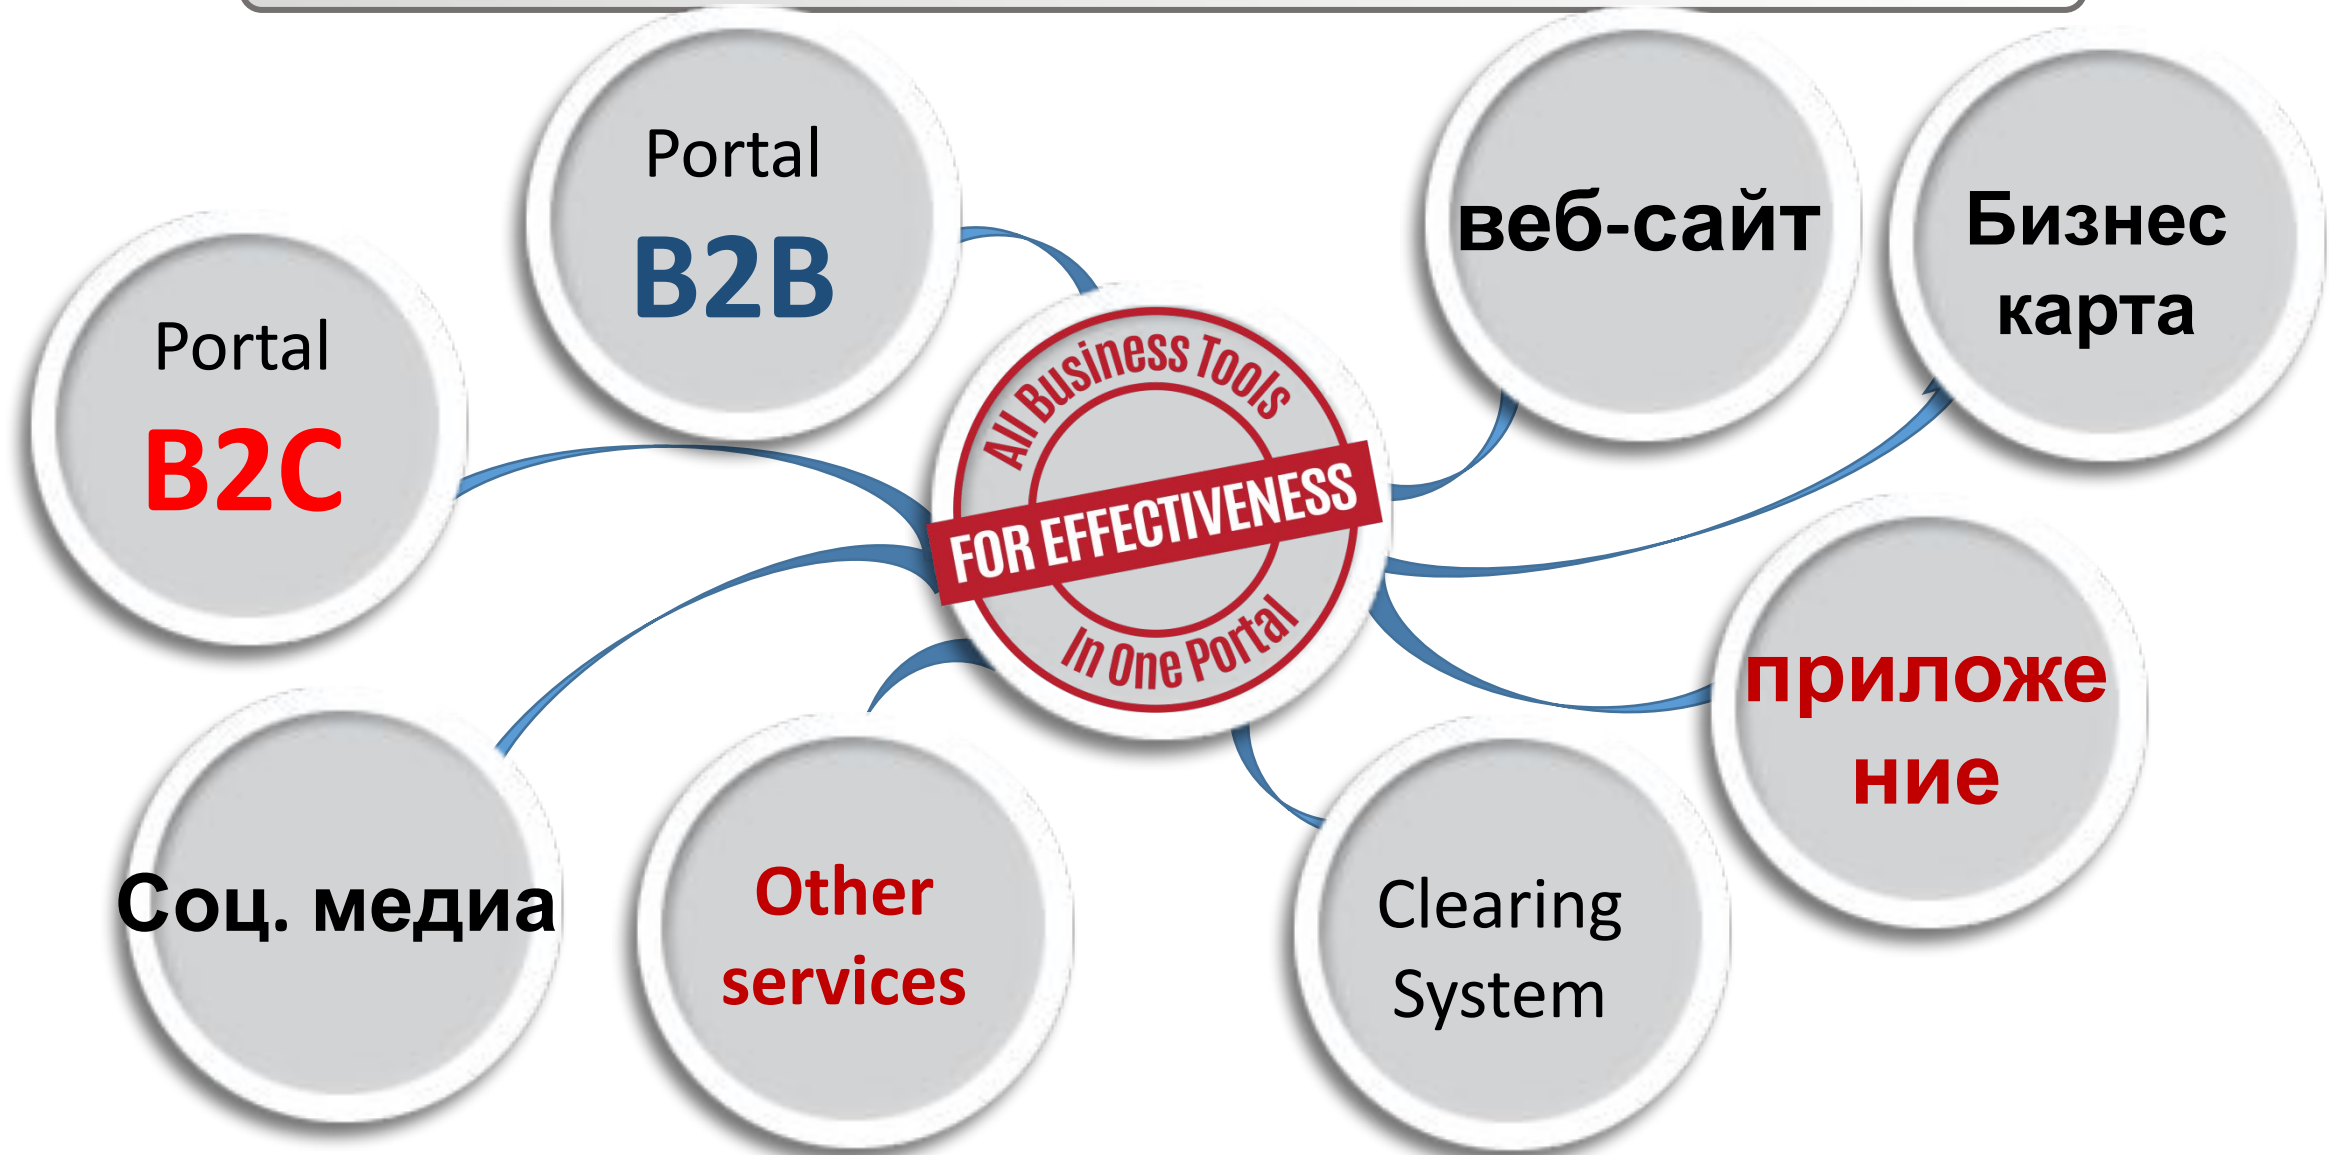 Portal
B2B
Portal
B2C
веб-сайт
Бизнес
карта
All Business Tools
FOR EFFECTIVENESS
In One Portal
приложе
ние
Соц. медиа
Other
services
Clearing
System